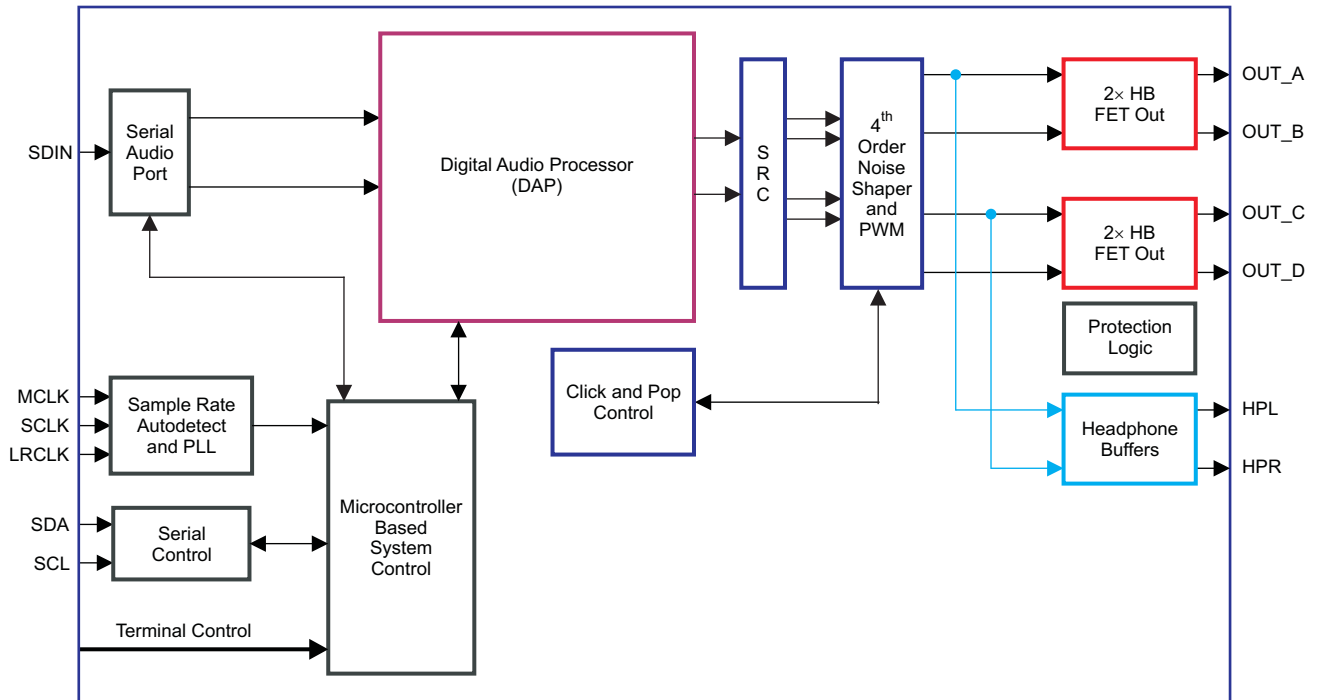 SDIN
Serial
Audio
Port
Digital Audio Processor
(DAP)
S
R
C
4th
Order
Noise
Shaper
and
PWM
2× HB
FET Out
OUT_A
OUT_B
2× HB
FET Out
OUT_C
OUT_D
Protection
Logic
Click and Pop
Control
Headphone
Buffers
HPL
HPR
MCLK
SCLK
LRCLK
Sample Rate
Autodetect
and PLL
SDA
SCL
Serial
Control
Microcontroller
Based
System
Control
Terminal Control